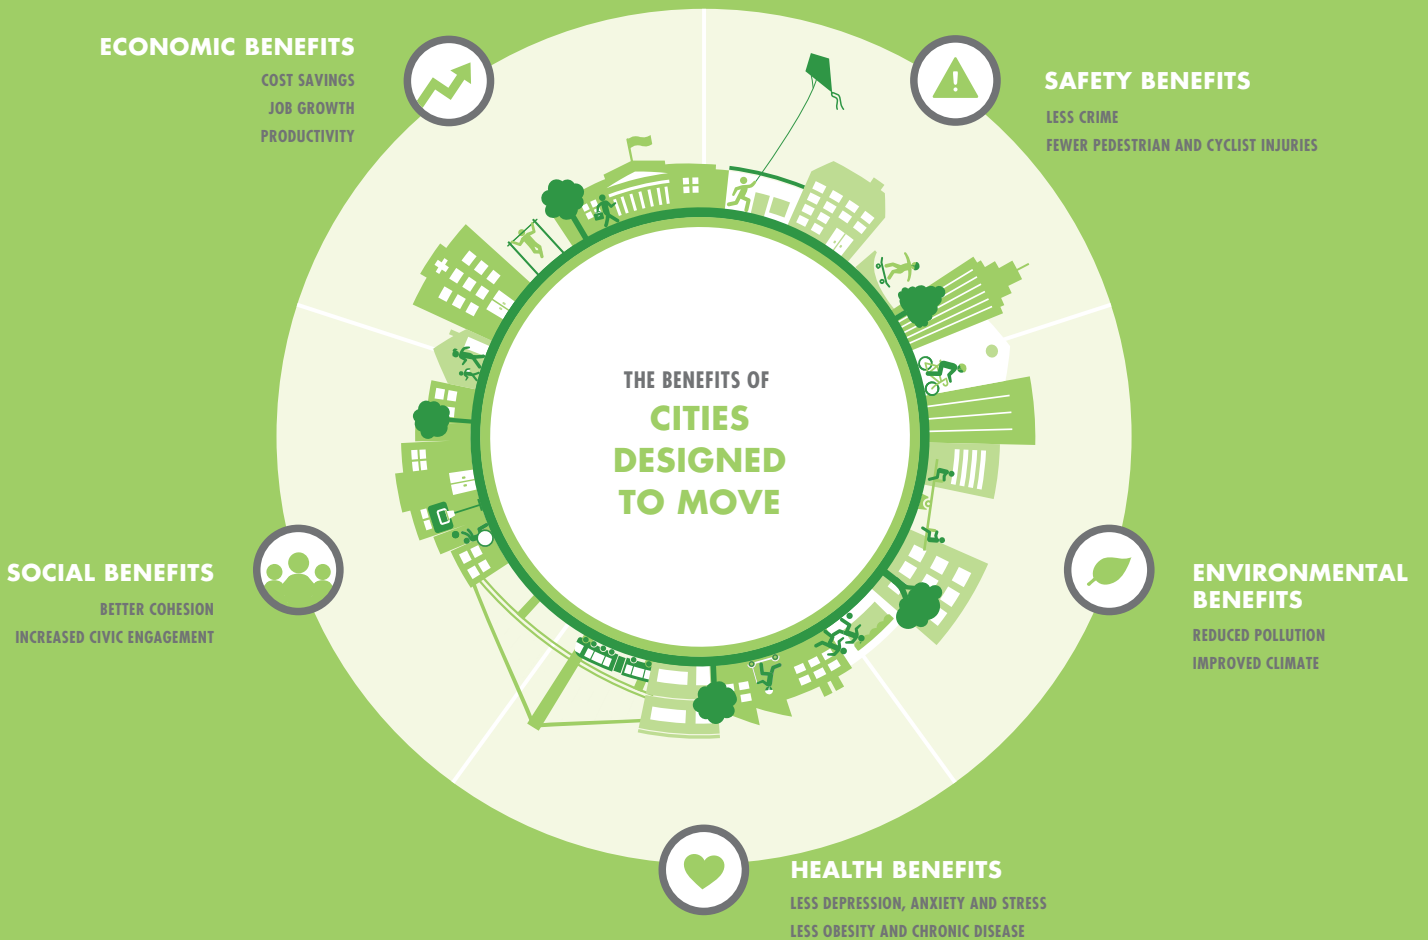 ECONOMIC BENEFITS
COST SAVINGS
JOB GROWTH
PRODUCTIVITY
SAFETY BENEFITS
LESS CRIME
FEWER PEDESTRIAN AND CYCLIST INJURIES
THE BENEFITS OF
CITIES
DESIGNED
TO MOVE
SOCIAL BENEFITS
BETTER COHESION
INCREASED CIVIC ENGAGEMENT
ENVIRONMENTAL
BENEFITS
REDUCED POLLUTION
IMPROVED CLIMATE
HEALTH BENEFITS
LESS DEPRESSION, ANXIETY AND STRESS
LESS OBESITY AND CHRONIC DISEASE